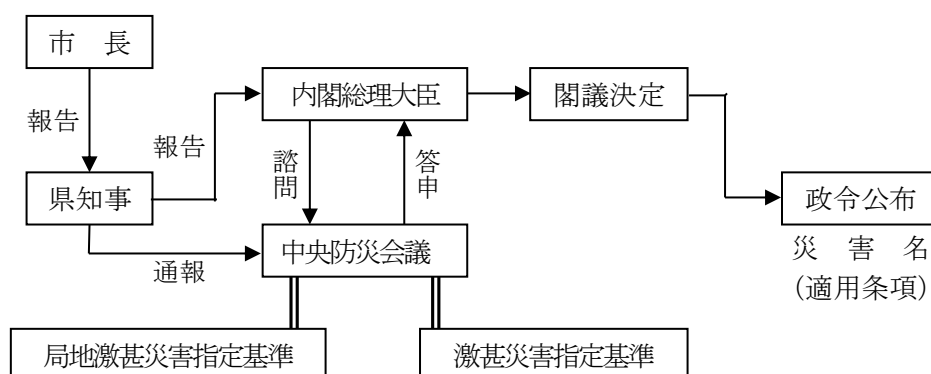 市　長
報告
県知事
報告
通報
内閣総理大臣
諮問
答申
中央防災会議
閣議決定
政令公布
災　害　名
（適用条項）
局地激甚災害指定基準
激甚災害指定基準